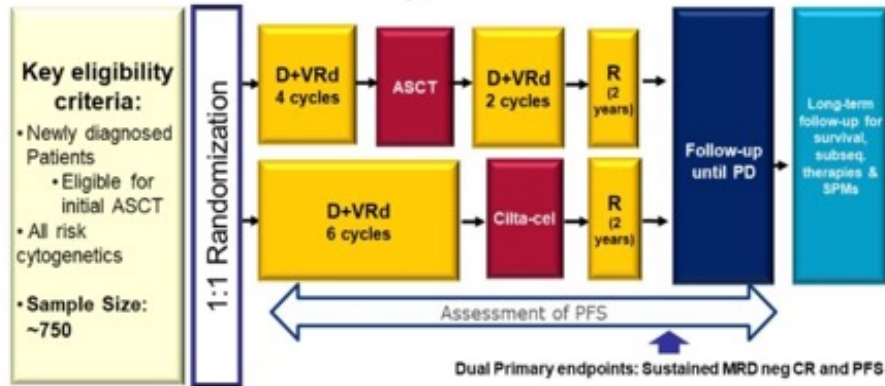 Key eligibility
criteria:
• Newly diagnosed
Patients
• Eligible for
initial ASCT
• All risk
cytogenetics
• Sample Size:
~750
1:1 Randomization
D+VRd
4 cycles
ASCT
D+VRd
2 cycles
R
(2
years)
D+VRd
6 cycles
Cilta-cel
R
(2
years)
Follow-up
until PD
Long-term
follow-up for
survival,
subseq.
therapies &
SPMs
Assessment of PFS
Dual Primary endpoints: Sustained MRD neg CR and PFS